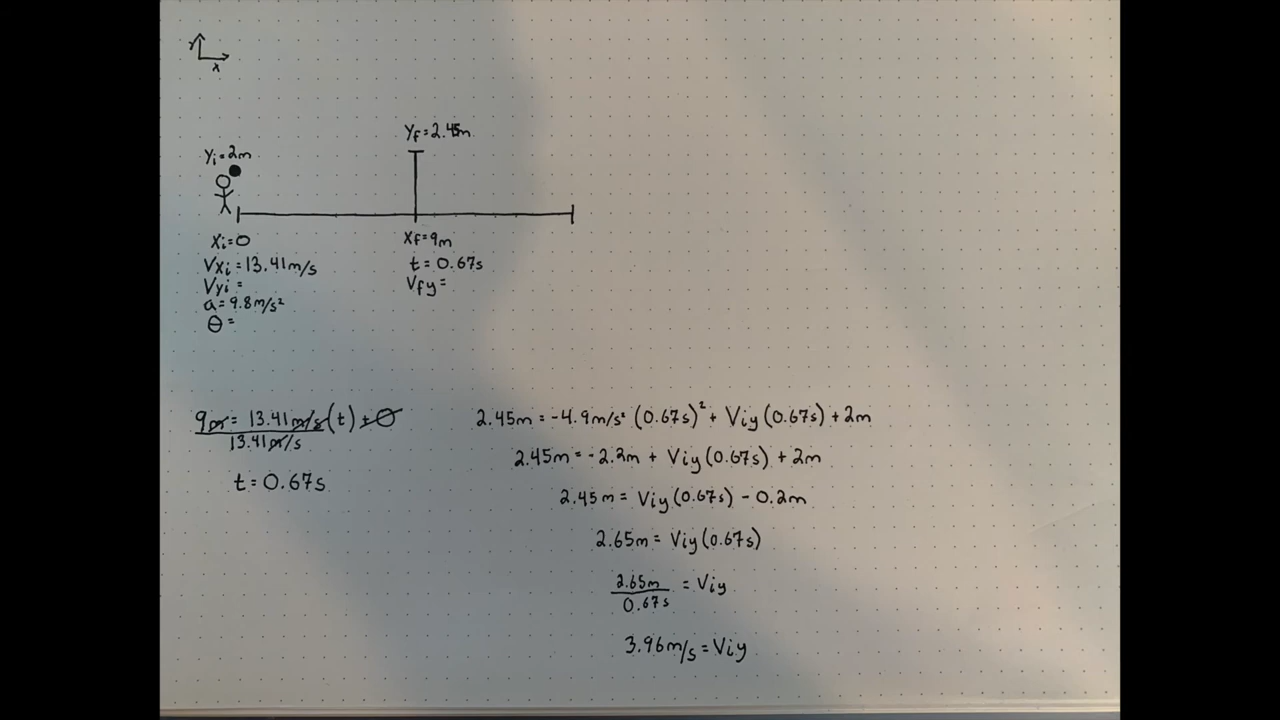 y
x
Yf=2.45m
Yi=2m
Xi=0
Vxi=13.41m/s
Vyi=
a=9.8m/s²
θ=
Xf=9m
t=0.67s
Vfy=
9m=13.41m/s(t)+0
13.41m/s
t=0.67s
2.45m=-4.9m/s²(0.67s)²+Viy(0.67s)+2m
2.45m=-2.2m+Viy(0.67s)+2m
2.45m=Viy(0.67s)-0.2m
2.65m=Viy(0.67s)
2.65m=Viy
0.67s
3.96m/s=Viy